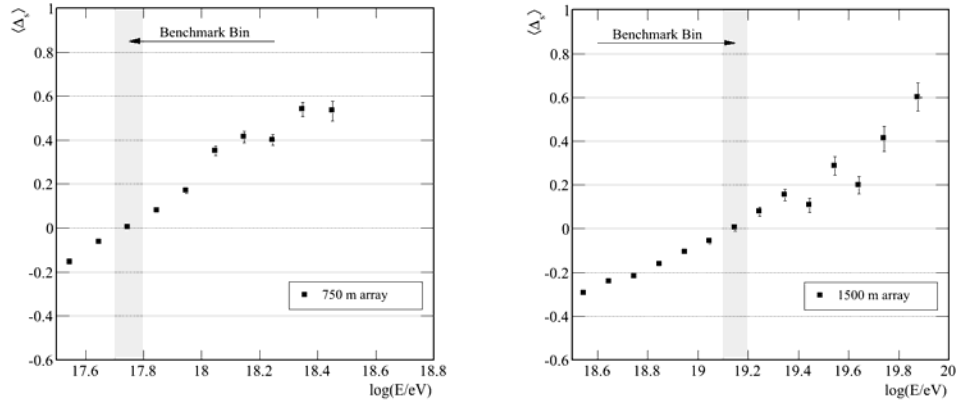 ⟨Δs⟩
1
Benchmark Bin
0.8
0.6
0.4
0.2
0
-0.2
-0.4
-0.6
750 m array
17.6 17.8 18 18.2 18.4 18.6 18.8
log(E/eV)
⟨Δs⟩
1
Benchmark Bin
0.8
0.6
0.4
0.2
0
-0.2
-0.4
-0.6
1500 m array
18.6 18.8 19 19.2 19.4 19.6 19.8 20
log(E/eV)